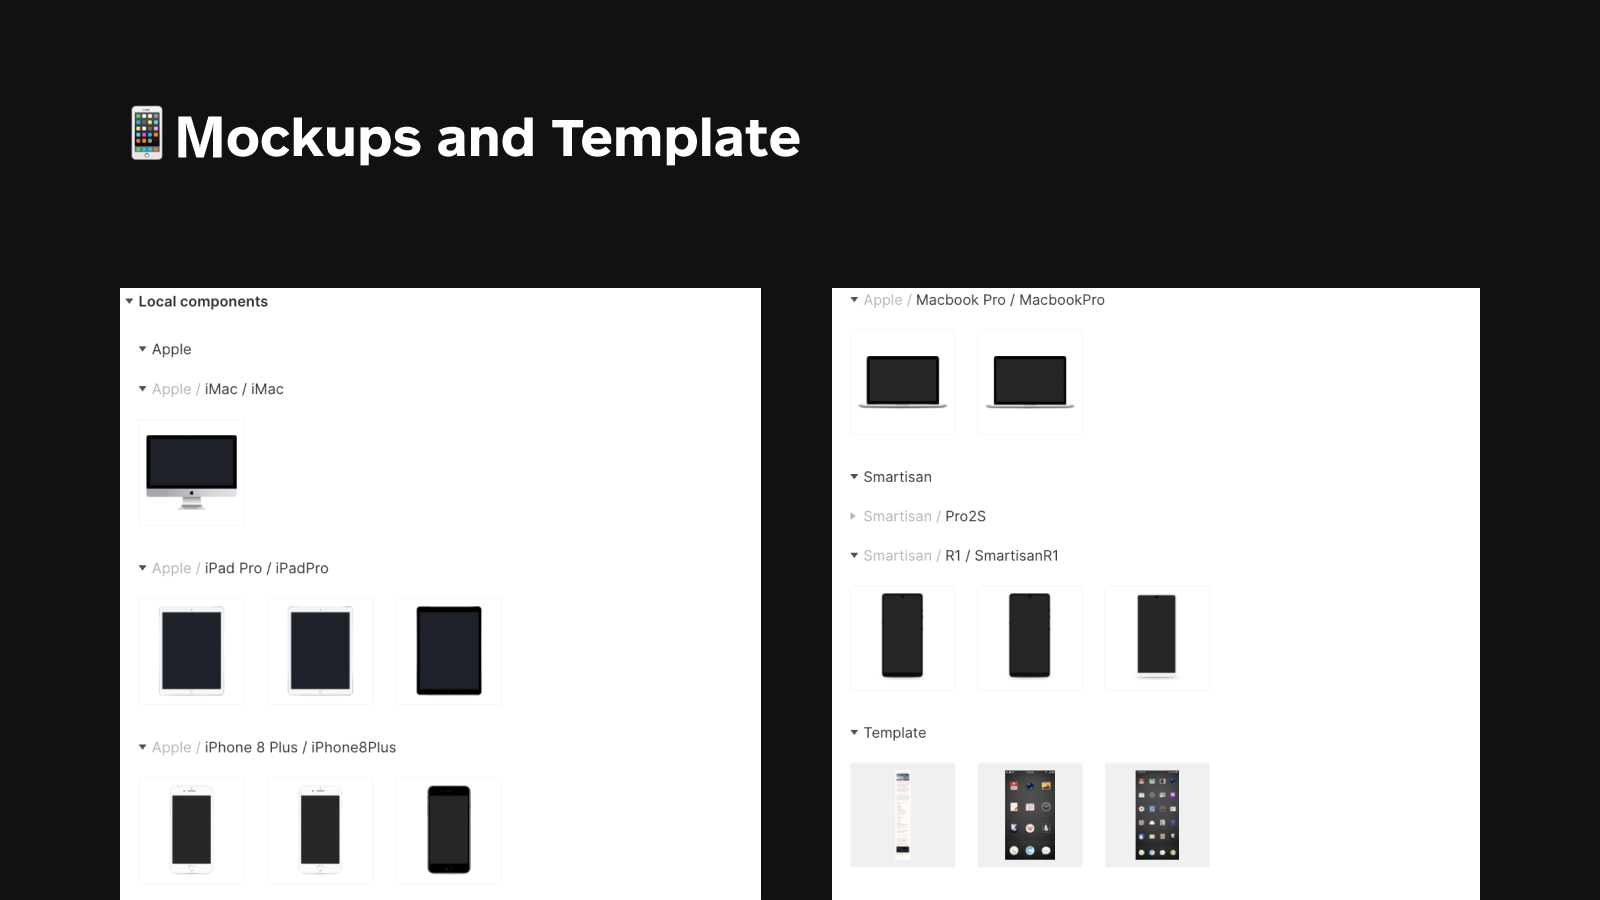 Mockups and Template
Local components
Apple
Apple / iMac / iMac
Apple / iPad Pro / iPadPro
Apple / iPhone 8 Plus / iPhone8Plus
Apple / Macbook Pro / MacbookPro
Smartisan
Smartisan / Pro2S
Smartisan / R1 / SmartisanR1
Template